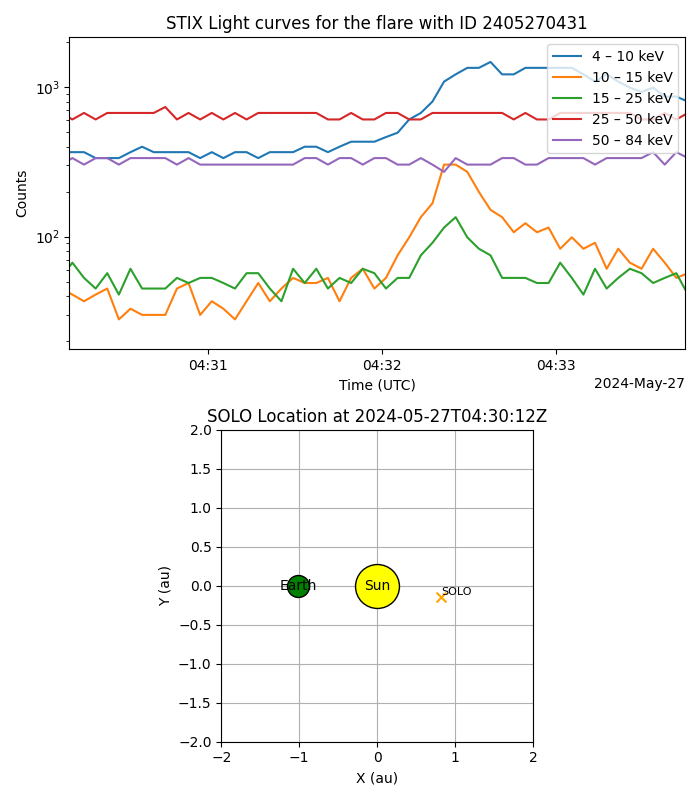 STIX Light curves for the flare with ID 2405270431
Counts
10³
10²
4 – 10 keV
10 – 15 keV
15 – 25 keV
25 – 50 keV
50 – 84 keV
04:31
04:32
04:33
Time (UTC)
2024-May-27
SOLO Location at 2024-05-27T04:30:12Z
Y (au)
2.0
1.5
1.0
0.5
0.0
−0.5
−1.0
−1.5
−2.0
Earth
Sun
SOLO
−2
−1
0
1
2
X (au)